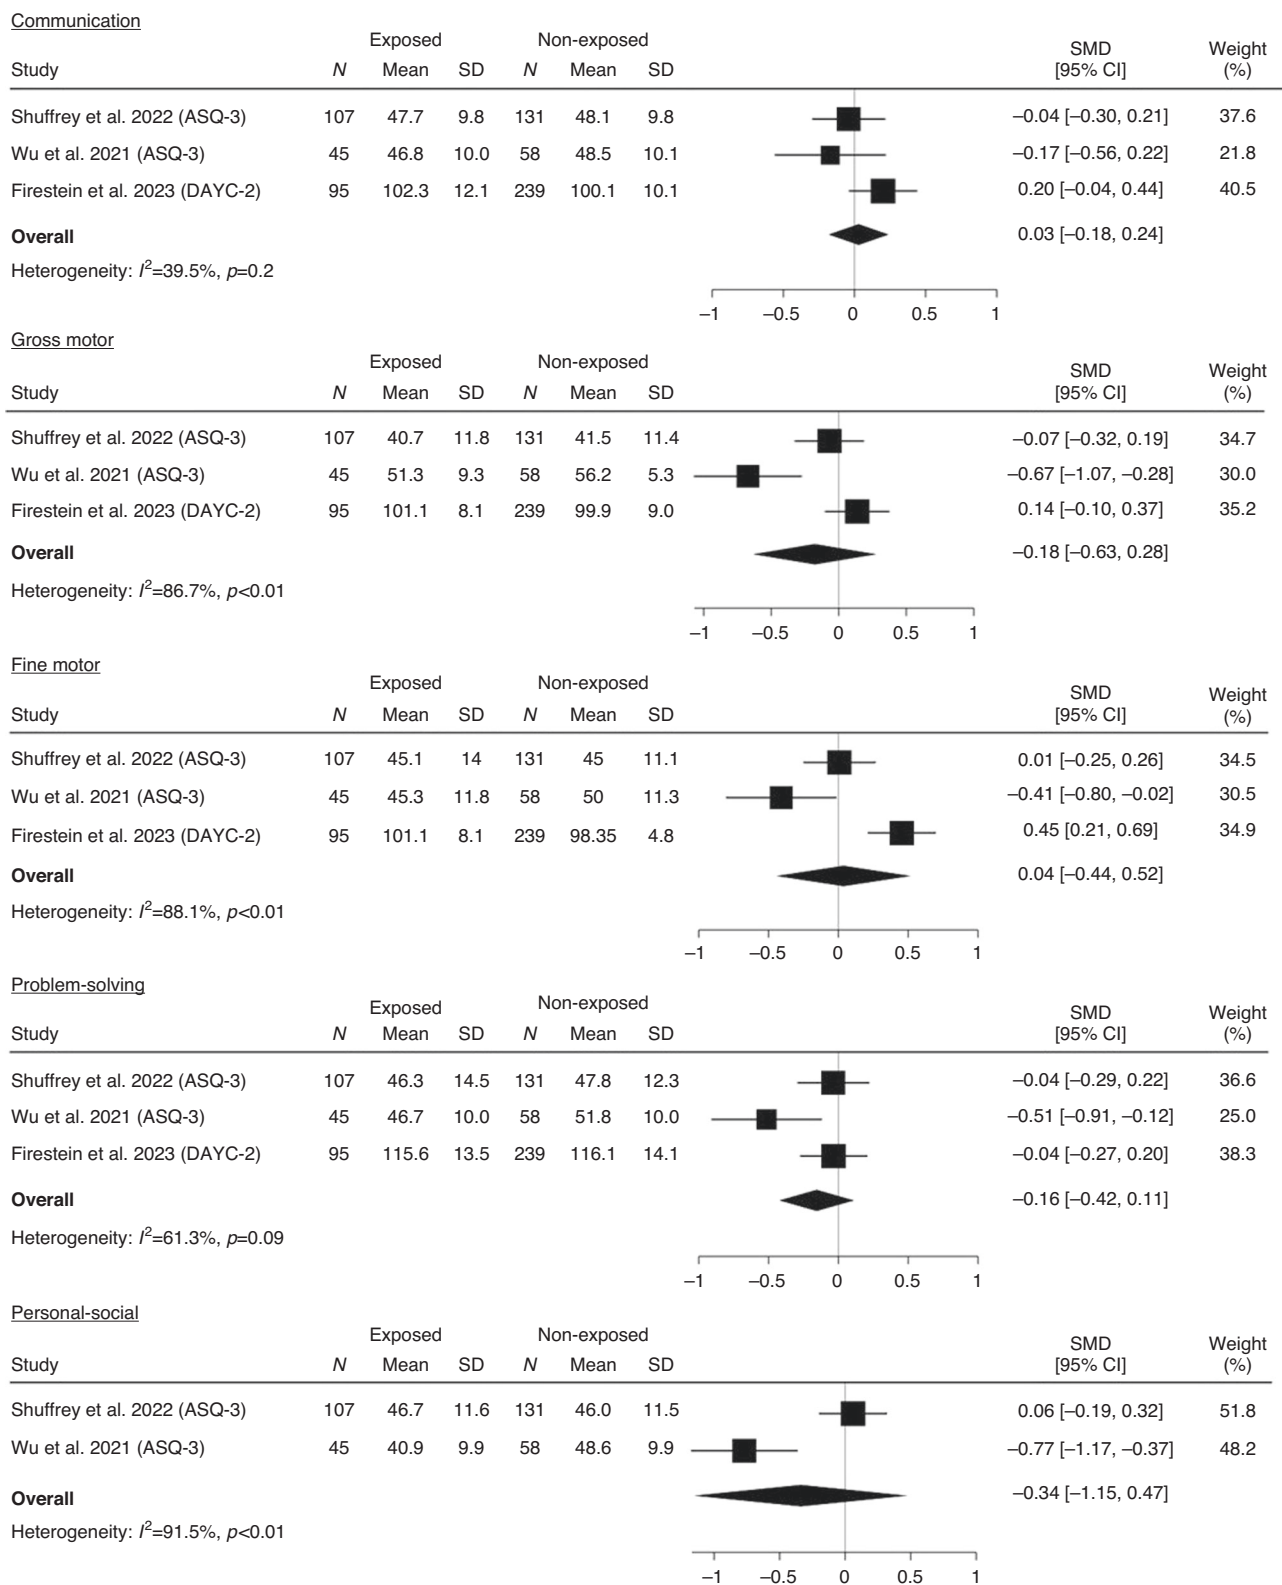 Communication
Exposed Non-exposed SMD Weight
Study N Mean SD N Mean SD [95% CI] (%)
Shuffrey et al. 2022 (ASQ-3) 107 47.7 9.8 131 48.1 9.8 –0.04 [–0.30, 0.21] 37.6
Wu et al. 2021 (ASQ-3) 45 46.8 10.0 58 48.5 10.1 –0.17 [–0.56, 0.22] 21.8
Firestein et al. 2023 (DAYC-2) 95 102.3 12.1 239 100.1 10.1 0.20 [–0.04, 0.44] 40.5
Overall 0.03 [–0.18, 0.24]
Heterogeneity: I²=39.5%, p=0.2
–1 –0.5 0 0.5 1
Gross motor
Exposed Non-exposed SMD Weight
Study N Mean SD N Mean SD [95% CI] (%)
Shuffrey et al. 2022 (ASQ-3) 107 40.7 11.8 131 41.5 11.4 –0.07 [–0.32, 0.19] 34.7
Wu et al. 2021 (ASQ-3) 45 51.3 9.3 58 56.2 5.3 –0.67 [–1.07, –0.28] 30.0
Firestein et al. 2023 (DAYC-2) 95 101.1 8.1 239 99.9 9.0 0.14 [–0.10, 0.37] 35.2
Overall –0.18 [–0.63, 0.28]
Heterogeneity: I²=86.7%, p<0.01
–1 –0.5 0 0.5 1
Fine motor
Exposed Non-exposed SMD Weight
Study N Mean SD N Mean SD [95% CI] (%)
Shuffrey et al. 2022 (ASQ-3) 107 45.1 14 131 45 11.1 0.01 [–0.25, 0.26] 34.5
Wu et al. 2021 (ASQ-3) 45 45.3 11.8 58 50 11.3 –0.41 [–0.80, –0.02] 30.5
Firestein et al. 2023 (DAYC-2) 95 101.1 8.1 239 98.35 4.8 0.45 [0.21, 0.69] 34.9
Overall 0.04 [–0.44, 0.52]
Heterogeneity: I²=88.1%, p<0.01
–1 –0.5 0 0.5 1
Problem-solving
Exposed Non-exposed SMD Weight
Study N Mean SD N Mean SD [95% CI] (%)
Shuffrey et al. 2022 (ASQ-3) 107 46.3 14.5 131 47.8 12.3 –0.04 [–0.29, 0.22] 36.6
Wu et al. 2021 (ASQ-3) 45 46.7 10.0 58 51.8 10.0 –0.51 [–0.91, –0.12] 25.0
Firestein et al. 2023 (DAYC-2) 95 115.6 13.5 239 116.1 14.1 –0.04 [–0.27, 0.20] 38.3
Overall –0.16 [–0.42, 0.11]
Heterogeneity: I²=61.3%, p=0.09
–1 –0.5 0 0.5 1
Personal-social
Exposed Non-exposed SMD Weight
Study N Mean SD N Mean SD [95% CI] (%)
Shuffrey et al. 2022 (ASQ-3) 107 46.7 11.6 131 46.0 11.5 0.06 [–0.19, 0.32] 51.8
Wu et al. 2021 (ASQ-3) 45 40.9 9.9 58 48.6 9.9 –0.77 [–1.17, –0.37] 48.2
Overall –0.34 [–1.15, 0.47]
Heterogeneity: I²=91.5%, p<0.01
–1 –0.5 0 0.5 1